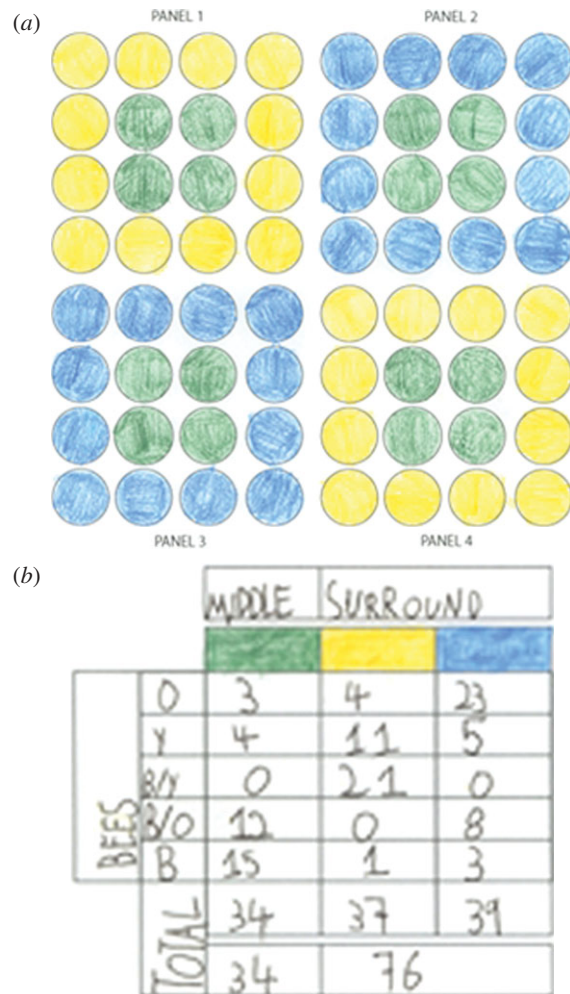 (a)
PANEL 1 PANEL 2
PANEL 3 PANEL 4
(b)
MIDDLE SURROUND
BEES
O 3 4 23
Y 4 11 5
B/Y 0 21 0
B/O 12 0 8
B 15 1 3
TOTAL 34 37 39
34 76